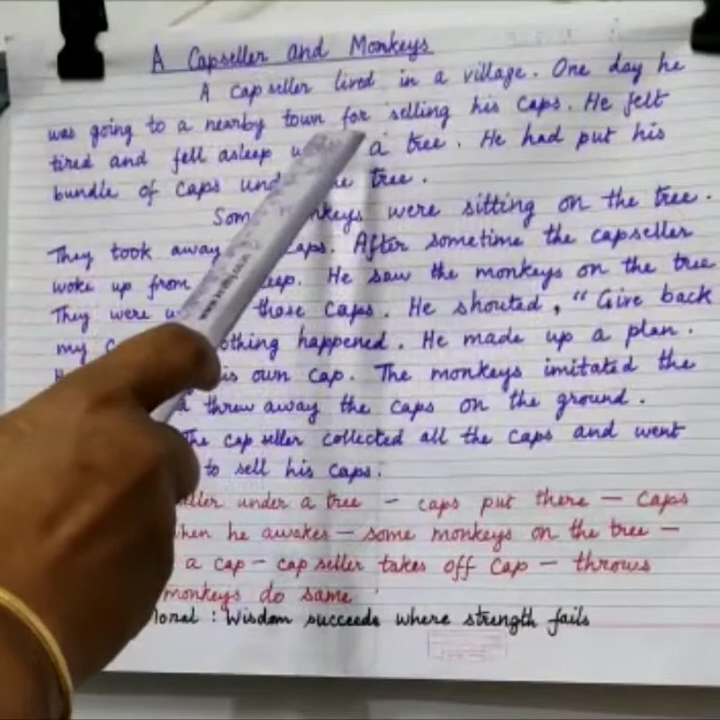 A Capseller and Monkeys
A cap seller lived in a village. One day he
was going to a nearby town for selling his caps. He felt
tired and fell asleep a tree. He had put his
bundle of caps tree.
were sitting on the tree.
They took away caps. After sometime the capseller
woke up from He saw the monkeys on the tree
They were those caps. He shouted, "Give back
my happened. He made up a plan.
his own cap. The monkeys imitated the
threw away the caps on the ground.
The cap seller collected all the caps and went
to sell his caps.
under a tree – caps put there – caps
he awakes – some monkeys on the tree –
a cap – cap seller takes off cap – throws
monkeys do same
Moral : Wisdom succeeds where strength fails